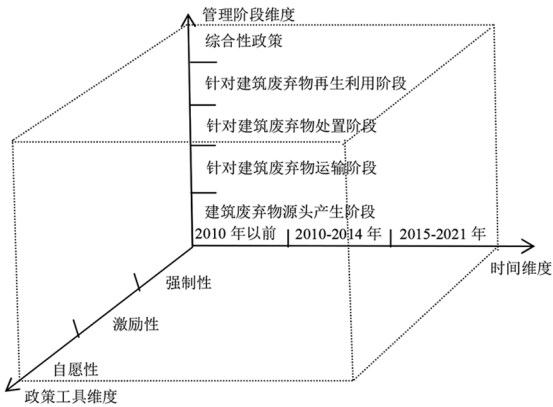 管理阶段维度
综合性政策
针对建筑废弃物再生利用阶段
针对建筑废弃物处置阶段
针对建筑废弃物运输阶段
建筑废弃物源头产生阶段
2010 年以前
2010-2014 年
2015-2021 年
时间维度
强制性
激励性
自愿性
政策工具维度